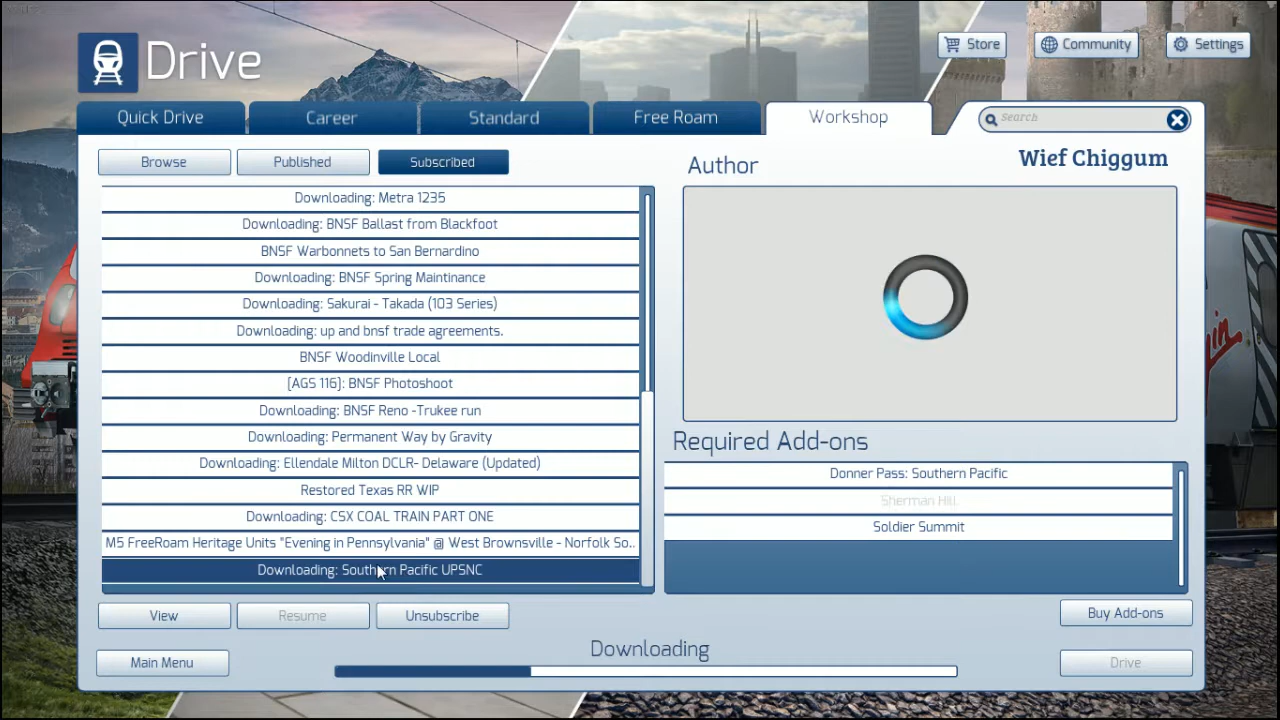 Drive
Store
Community
Settings
Quick Drive
Career
Standard
Free Roam
Workshop
Search
Browse
Published
Subscribed
Author
Wief Chiggum
Downloading: Metra 1235
Downloading: BNSF Ballast from Blackfoot
BNSF Warbonnets to San Bernardino
Downloading: BNSF Spring Maintinance
Downloading: Sakurai - Takada (103 Series)
Downloading: up and bnsf trade agreements.
BNSF Woodinville Local
[AGS 116]: BNSF Photoshoot
Downloading: BNSF Reno -Trukee run
Downloading: Permanent Way by Gravity
Downloading: Ellendale Milton DCLR- Delaware (Updated)
Restored Texas RR WIP
Downloading: CSX COAL TRAIN PART ONE
M5 FreeRoam Heritage Units "Evening in Pennsylvania" @ West Brownsville - Norfolk So..
Downloading: Southern Pacific UPSNC
Required Add-ons
Donner Pass: Southern Pacific
Sherman Hill
Soldier Summit
View
Resume
Unsubscribe
Buy Add-ons
Main Menu
Downloading
Drive